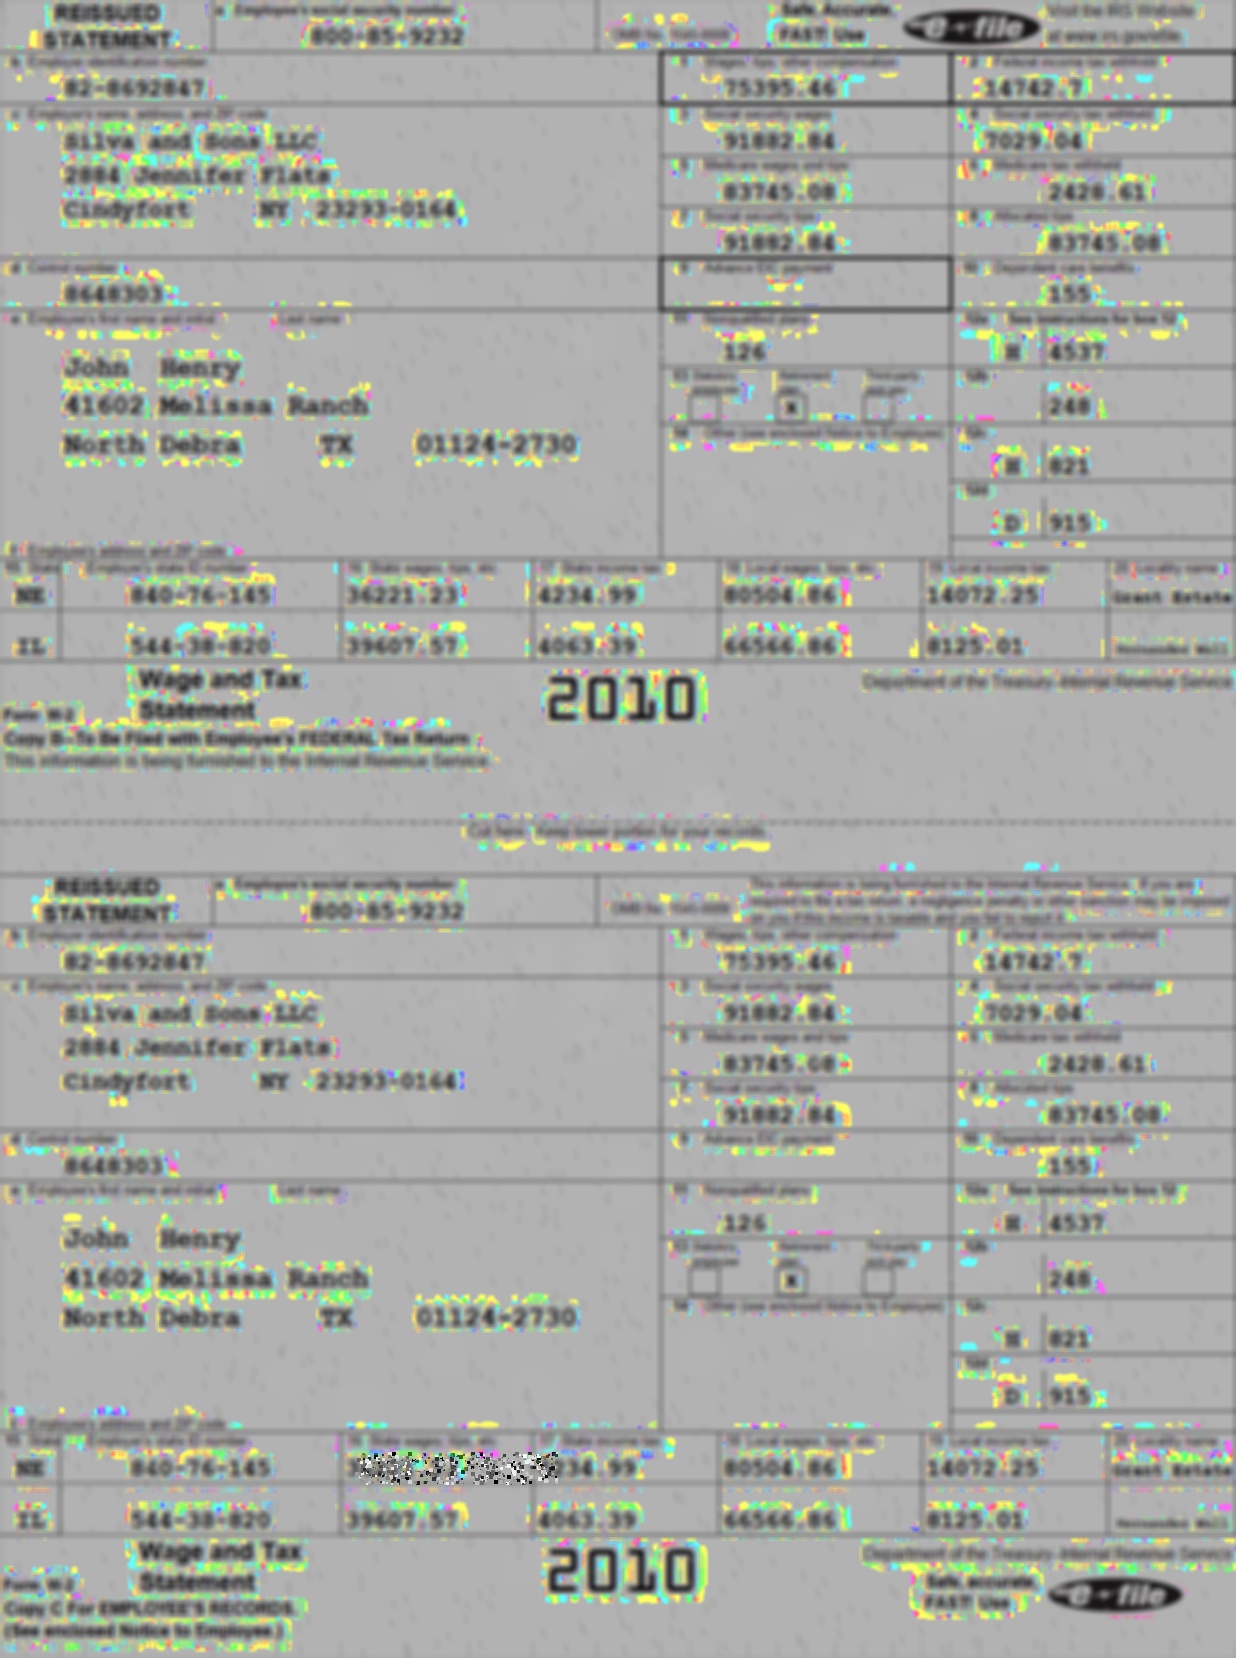 REISSUED STATEMENT
a Employee's social security number
800-85-9232
OMB No. 1545-0008
Safe, Accurate, FAST! Use
e-file
Visit the IRS Website at www.irs.gov/efile.
b Employer identification number
82-8692847
1 Wages, tips, other compensation
75395.46
2 Federal income tax withheld
14742.7
c Employer's name, address, and ZIP code
Silva and Sons LLC
2884 Jennifer Flats
Cindyfort NY 23293-0164
3 Social security wages
91882.84
4 Social security tax withheld
7029.04
5 Medicare wages and tips
83745.08
6 Medicare tax withheld
2428.61
7 Social security tips
91882.84
8 Allocated tips
83745.08
d Control number
8648303
9 Advance EIC payment
10 Dependent care benefits
155
e Employee's first name and initial Last name
John Henry
41602 Melissa Ranch
North Debra TX 01124-2730
11 Nonqualified plans
126
12a See instructions for box 12
H 4537
13 Statutory employee Retirement plan Third-party sick pay
X
12b
248
14 Other (see enclosed Notice to Employee)
12c
H 821
12d
D 915
f Employee's address and ZIP code
15 State Employer's state ID number 16 State wages, tips, etc. 17 State income tax 18 Local wages, tips, etc. 19 Local income tax 20 Locality name
NE 840-76-145 36221.23 4234.99 80504.86 14072.25 Grant Estate
IL 544-38-820 39607.57 4063.39 66566.86 8125.01
Wage and Tax Statement
Form W-2
2010
Department of the Treasury-Internal Revenue Service
Copy B-To Be Filed with Employee's FEDERAL Tax Return
This information is being furnished to the Internal Revenue Service.
Cut here. Keep lower portion for your records.
REISSUED STATEMENT
a Employee's social security number
800-85-9232
OMB No. 1545-0008
This information is being furnished to the Internal Revenue Service. If you are
required to file a tax return, a negligence penalty or other sanction may be imposed
on you if this income is taxable and you fail to report it.
b Employer identification number
82-8692847
1 Wages, tips, other compensation
75395.46
2 Federal income tax withheld
14742.7
c Employer's name, address, and ZIP code
Silva and Sons LLC
2884 Jennifer Flats
Cindyfort NY 23293-0164
3 Social security wages
91882.84
4 Social security tax withheld
7029.04
5 Medicare wages and tips
83745.08
6 Medicare tax withheld
2428.61
7 Social security tips
91882.84
8 Allocated tips
83745.08
d Control number
8648303
9 Advance EIC payment
10 Dependent care benefits
155
e Employee's first name and initial Last name
John Henry
41602 Melissa Ranch
North Debra TX 01124-2730
11 Nonqualified plans
126
12a See instructions for box 12
H 4537
13 Statutory employee Retirement plan Third-party sick pay
X
12b
248
14 Other (see enclosed Notice to Employee)
12c
H 821
12d
D 915
f Employee's address and ZIP code
15 State Employer's state ID number 16 State wages, tips, etc. 17 State income tax 18 Local wages, tips, etc. 19 Local income tax 20 Locality name
NE 840-76-145 80504.86 14072.25 Grant Estate
IL 544-38-820 39607.57 4063.39 66566.86 8125.01
Wage and Tax Statement
Form W-2
2010
Department of the Treasury-Internal Revenue Service
Safe, accurate, FAST! Use
e-file
Copy C For EMPLOYEE'S RECORDS.
(See enclosed Notice to Employee.)